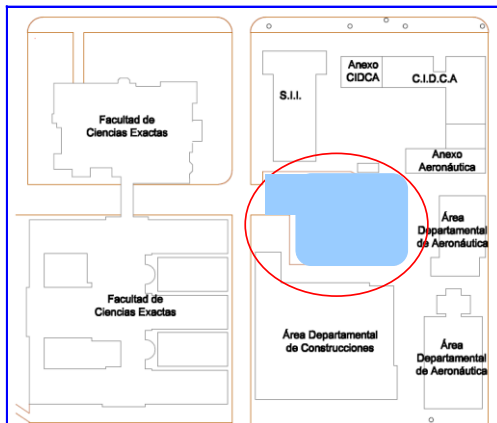 Anexo
CIDCA
C.I.D.C.A
S.I.I.
Facultad de
Ciencias Exactas
Anexo
Aeronáutica
Área
Departamental
de Aeronáutica
Facultad de
Ciencias Exactas
Área Departamental
de Construcciones
Área
Departamental
de Aeronáutica